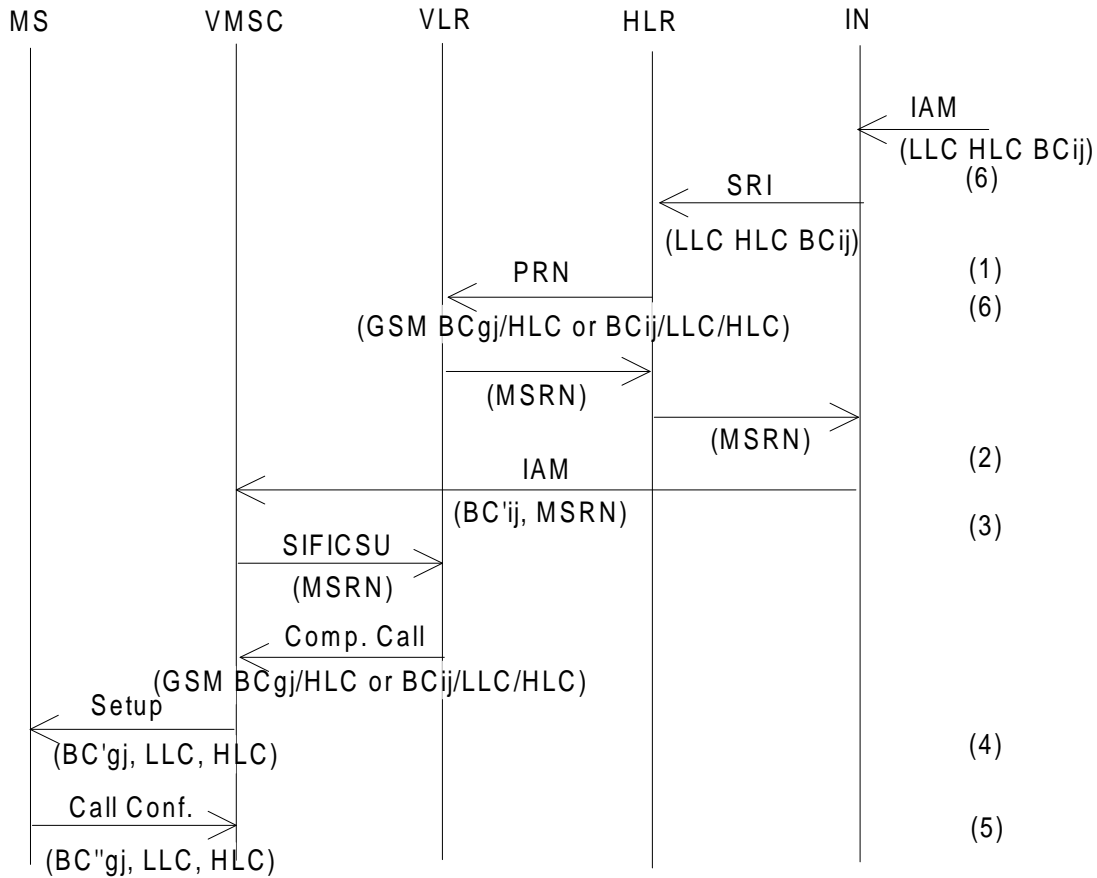 MS VMSC VLR HLR IN
IAM
(LLC HLC BCij)
(6)
SRI
(LLC HLC BCij)
(1)
PRN
(6)
(GSM BCgj/HLC or BCij/LLC/HLC)
(MSRN)
(MSRN)
(2)
IAM
(BC'ij, MSRN)
(3)
SIFICSU
(MSRN)
Comp. Call
(GSM BCgj/HLC or BCij/LLC/HLC)
Setup
(BC'gj, LLC, HLC)
(4)
Call Conf.
(5)
(BC''gj, LLC, HLC)